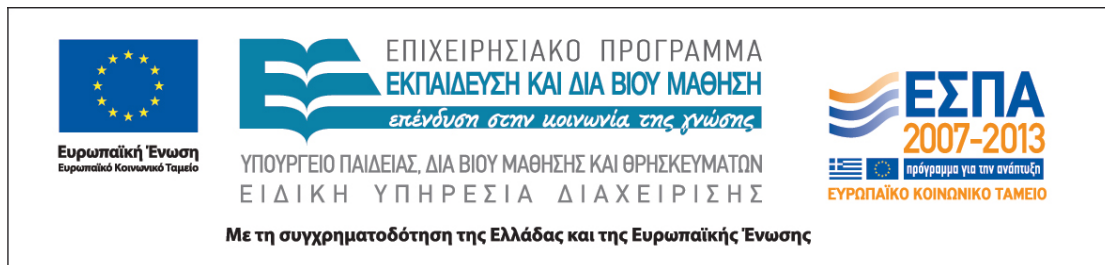 Ευρωπαϊκή Ένωση
Ευρωπαϊκό Κοινωνικό Ταμείο
ΕΠΙΧΕΙΡΗΣΙΑΚΟ ΠΡΟΓΡΑΜΜΑ
ΕΚΠΑΙΔΕΥΣΗ ΚΑΙ ΔΙΑ ΒΙΟΥ ΜΑΘΗΣΗ
επένδυση στην κοινωνία της γνώσης
ΥΠΟΥΡΓΕΙΟ ΠΑΙΔΕΙΑΣ, ΔΙΑ ΒΙΟΥ ΜΑΘΗΣΗΣ ΚΑΙ ΘΡΗΣΚΕΥΜΑΤΩΝ
ΕΙΔΙΚΗ ΥΠΗΡΕΣΙΑ ΔΙΑΧΕΙΡΙΣΗΣ
ΕΣΠΑ
2007-2013
πρόγραμμα για την ανάπτυξη
ΕΥΡΩΠΑΪΚΟ ΚΟΙΝΩΝΙΚΟ ΤΑΜΕΙΟ
Με τη συγχρηματοδότηση της Ελλάδας και της Ευρωπαϊκής Ένωσης